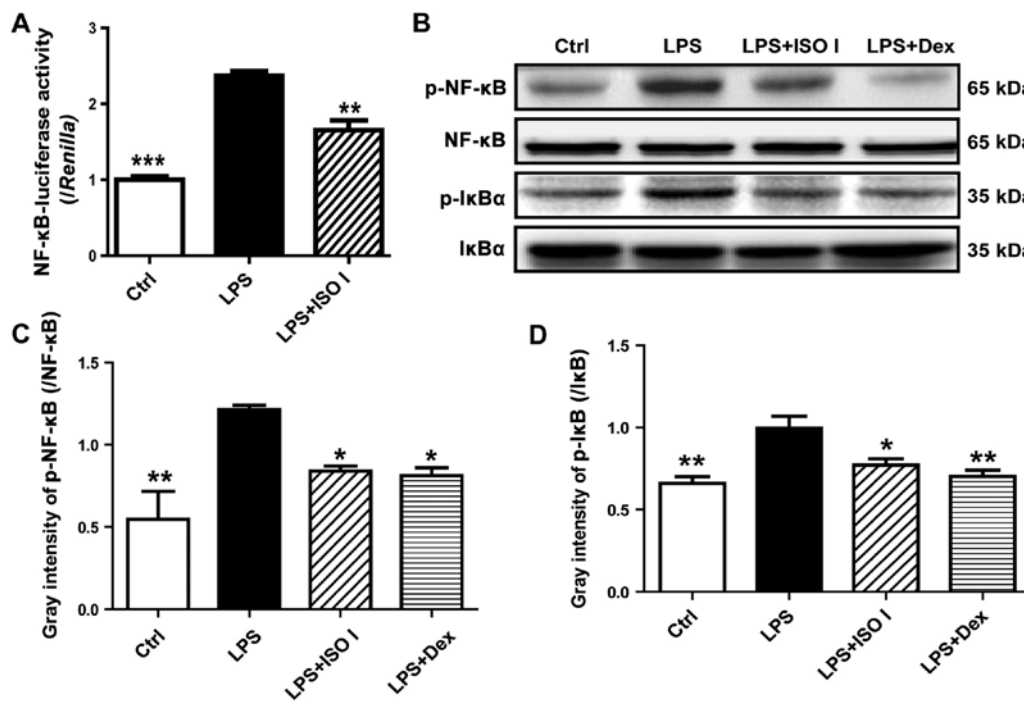 A
NF-κB-luciferase activity
(/Renilla)
3
2
1
0
***
**
Ctrl
LPS
LPS+ISO I
B
Ctrl LPS LPS+ISO I LPS+Dex
p-NF-κB 65 kDa
NF-κB 65 kDa
p-IκBα 35 kDa
IκBα 35 kDa
C
Gray intensity of p-NF-κB (/NF-κB)
1.5
1.0
0.5
0.0
**
*
*
Ctrl
LPS
LPS+ISO I
LPS+Dex
D
Gray intensity of p-IκB (/IκB)
1.5
1.0
0.5
0.0
**
*
**
Ctrl
LPS
LPS+ISO I
LPS+Dex